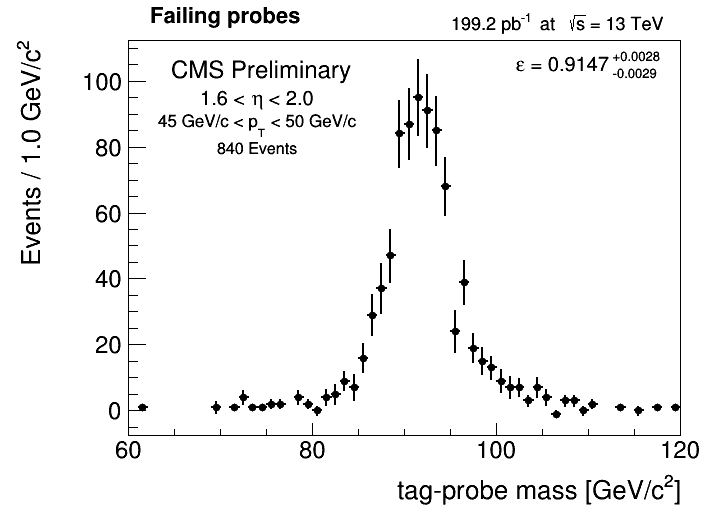 Failing probes
199.2 pb⁻¹ at √s = 13 TeV
CMS Preliminary
1.6 < η < 2.0
45 GeV/c < p_T < 50 GeV/c
840 Events
ε = 0.9147 +0.0028 -0.0029
Events / 1.0 GeV/c²
100
80
60
40
20
0
60 80 100 120
tag-probe mass [GeV/c²]